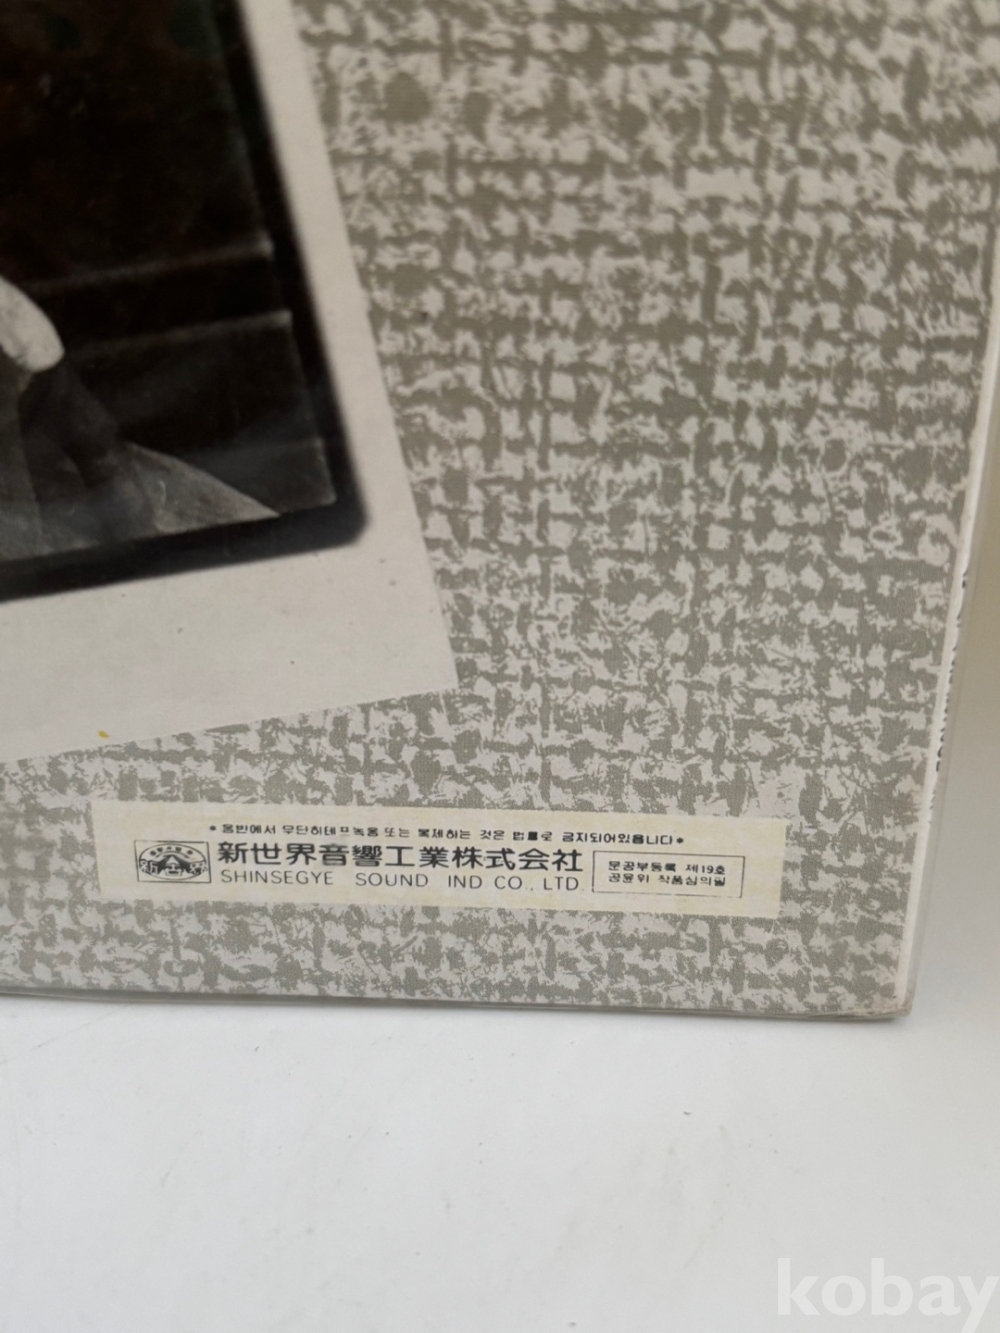 * 음반에서 무단히테프녹음 또는 복제하는 것은 법률로 금지되어있읍니다 *
新世界音響工業株式会社
SHINSEGYE SOUND IND CO., LTD.
문공부등록 제19호
공윤위 작품심의필
kobay